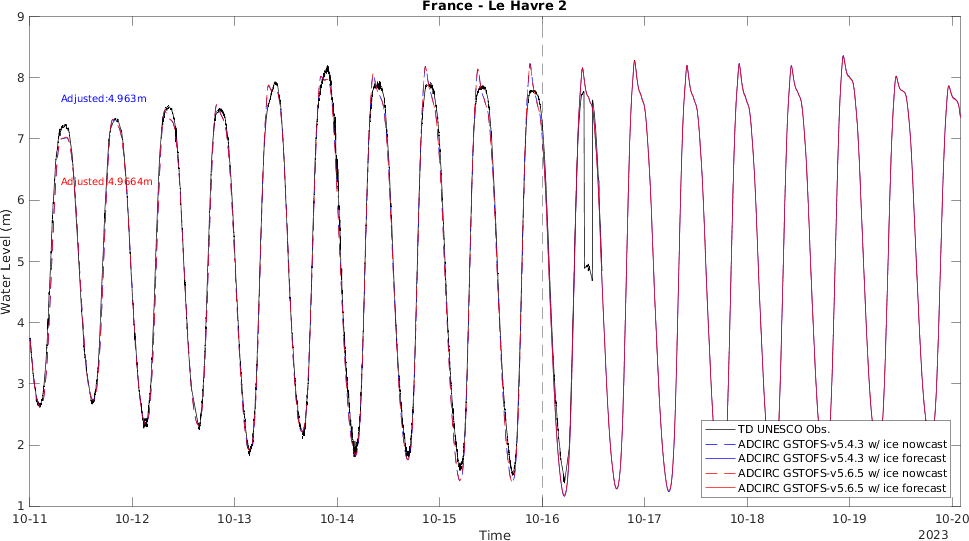 France - Le Havre 2
9
8
7
6
5
4
3
2
1
Water Level (m)
Adjusted:4.963m
Adjusted:4.9664m
TD UNESCO Obs.
ADCIRC GSTOFS-v5.4.3 w/ ice nowcast
ADCIRC GSTOFS-v5.4.3 w/ ice forecast
ADCIRC GSTOFS-v5.6.5 w/ ice nowcast
ADCIRC GSTOFS-v5.6.5 w/ ice forecast
10-11 10-12 10-13 10-14 10-15 10-16 10-17 10-18 10-19 10-20
Time
2023